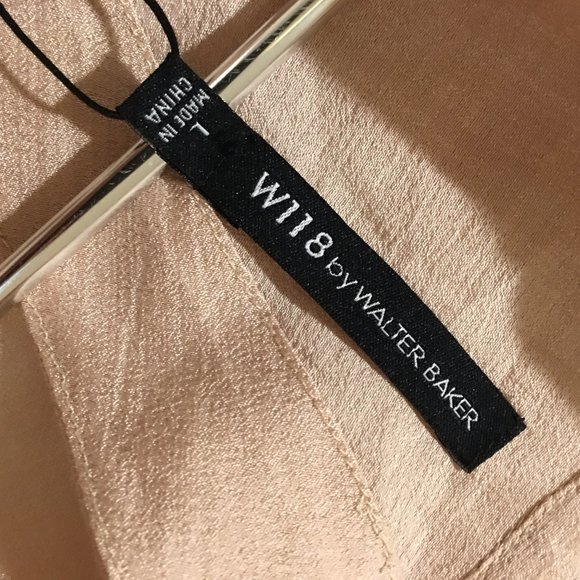 W118 by WALTER BAKER
L
MADE IN
CHINA